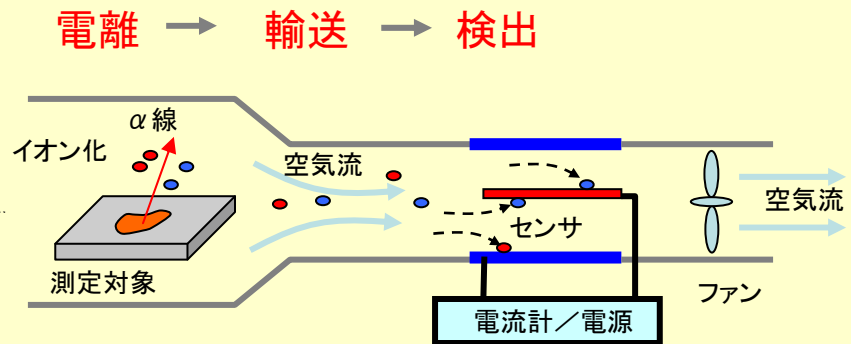 電離 → 輸送 → 検出
α線
イオン化
空気流
空気流
センサ
測定対象
ファン
電流計／電源